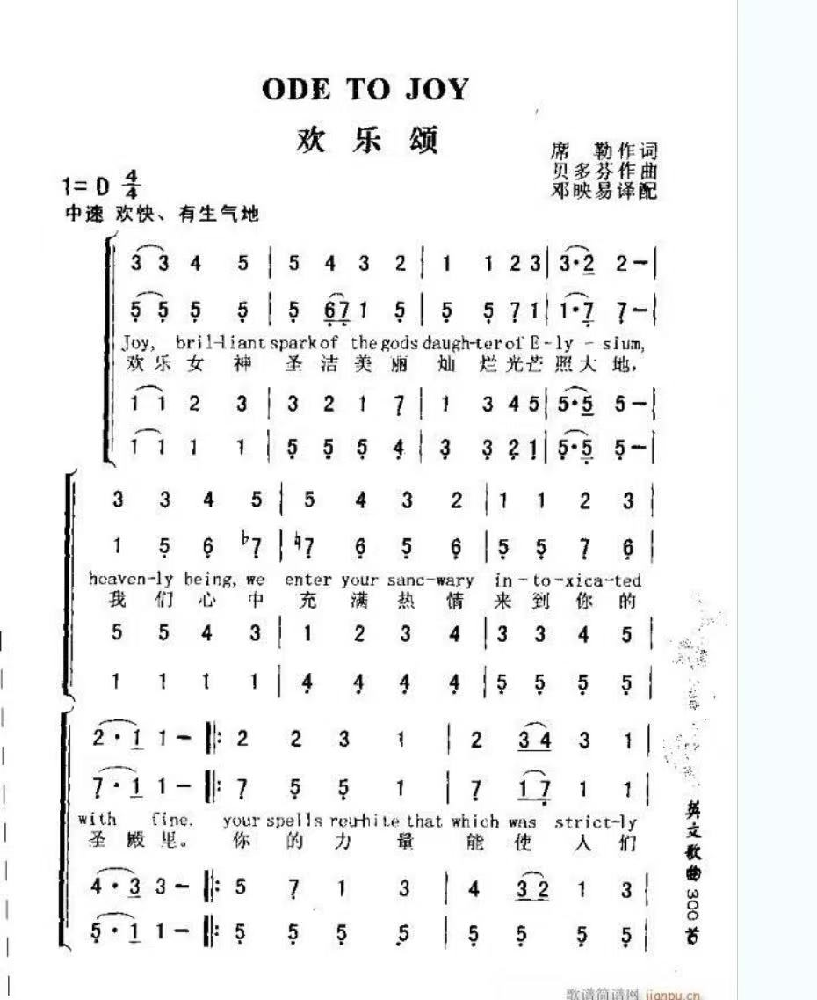 ODE TO JOY
欢 乐 颂
席 勒作词
贝多芬作曲
邓映易译配
1= D 4/4
中速 欢快、有生气地
3 3 4 5 | 5 4 3 2 | 1 1 2 3 | 3·2 2 - |
5 5 5 5 | 5 6 7 1 5 | 5 5 7 1 | 1·7 7 - |
Joy, bril-liant spark of the gods daugh-ter of E-ly-sium,
欢 乐 女 神 圣 洁 美 丽 灿 烂 光 芒 照 大 地,
1 1 2 3 | 3 2 1 7 | 1 3 4 5 | 5·5 5 - |
1 1 1 1 | 5 5 5 4 | 3 3 2 1 | 5·5 5 - |
3 3 4 5 | 5 4 3 2 | 1 1 2 3 |
1 5 6 ♭7 | ♮7 6 5 6 | 5 5 7 6 |
heaven-ly being, we enter your sanc-wary in-to-xica-ted
我 们 心 中 充 满 热 情 来 到 你 的
5 5 4 3 | 1 2 3 4 | 3 3 4 5 |
1 1 1 1 | 4 4 4 4 | 5 5 5 5 |
2·1 1 - ‖: 2 2 3 1 | 2 3 4 3 1 |
7·1 1 - ‖: 7 5 5 1 | 7 1 7 1 1 |
with fine. your spells reu-hite that which was strict-ly
圣 殿 里。 你 的 力 量 能 使 人 们
4·3 3 - ‖: 5 7 1 3 | 4 3 2 1 3 |
5·1 1 - ‖: 5 5 5 5 | 5 5 5 5 |
英文歌曲300首
歌谱简谱网 jianpu.cn